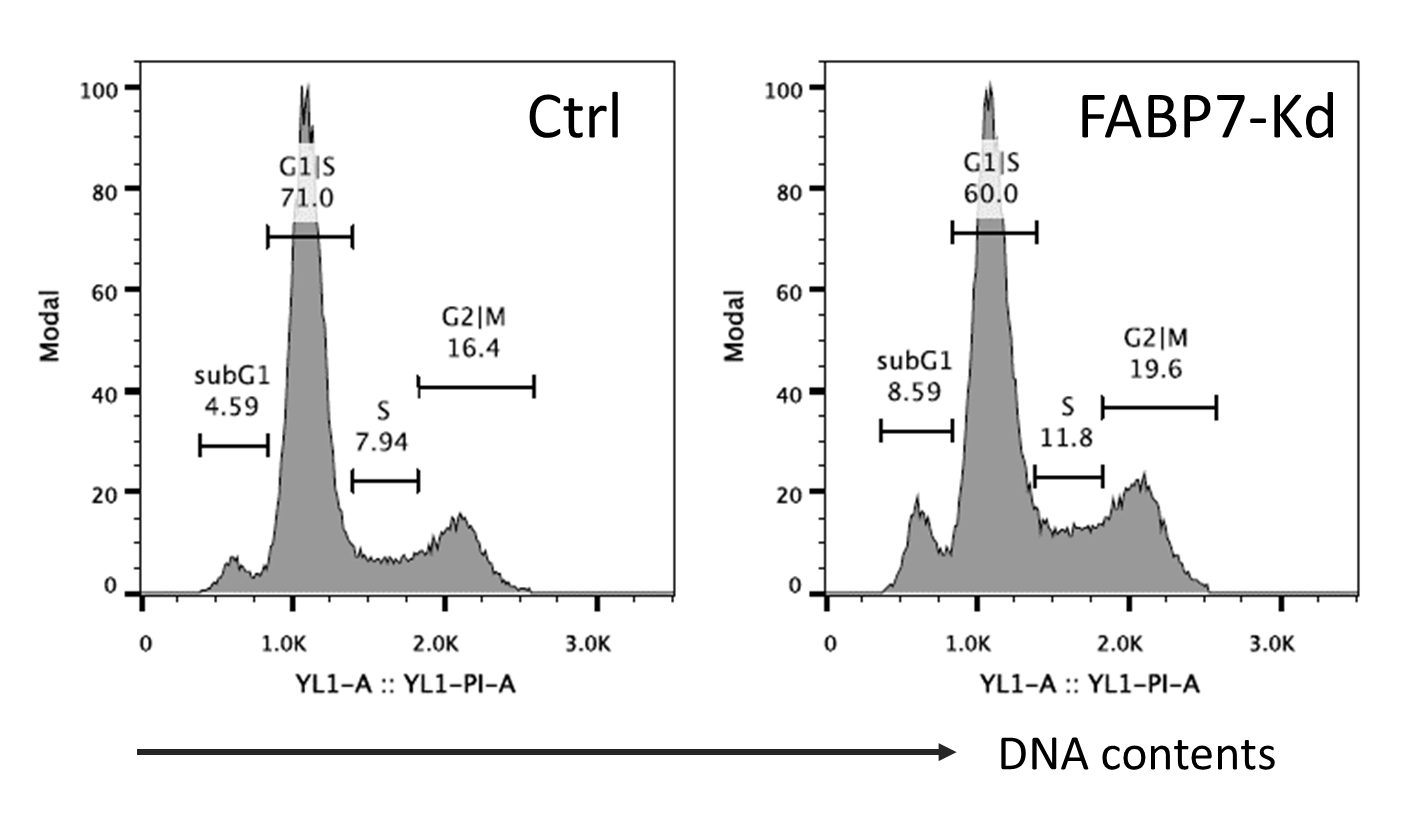 Ctrl
100
80
60
40
20
0
Modal
G1|S
71.0
subG1
4.59
S
7.94
G2|M
16.4
0
1.0K
2.0K
3.0K
YL1-A :: YL1-PI-A
FABP7-Kd
100
80
60
40
20
0
Modal
G1|S
60.0
subG1
8.59
S
11.8
G2|M
19.6
0
1.0K
2.0K
3.0K
YL1-A :: YL1-PI-A
DNA contents